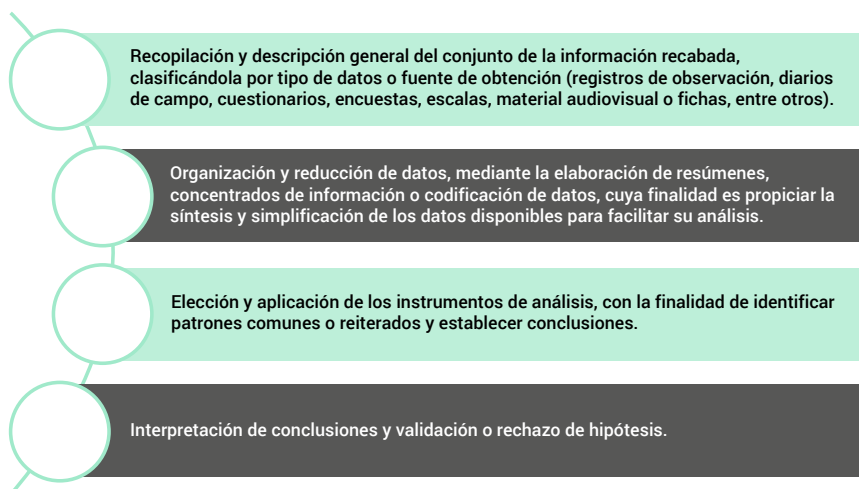 Recopilación y descripción general del conjunto de la información recabada,
clasificándola por tipo de datos o fuente de obtención (registros de observación, diarios
de campo, cuestionarios, encuestas, escalas, material audiovisual o fichas, entre otros).
Organización y reducción de datos, mediante la elaboración de resúmenes,
concentrados de información o codificación de datos, cuya finalidad es propiciar la
síntesis y simplificación de los datos disponibles para facilitar su análisis.
Elección y aplicación de los instrumentos de análisis, con la finalidad de identificar
patrones comunes o reiterados y establecer conclusiones.
Interpretación de conclusiones y validación o rechazo de hipótesis.